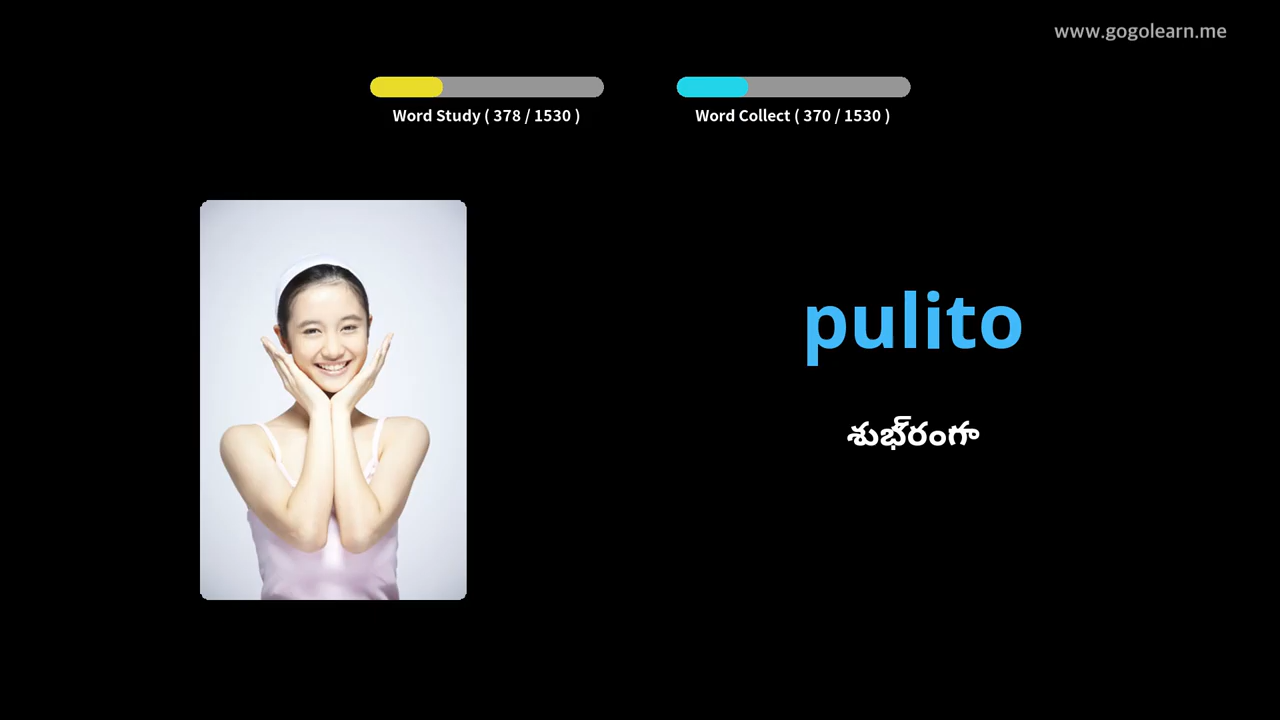 www.gogolearn.me
Word Study ( 378 / 1530 )
Word Collect ( 370 / 1530 )
pulito
శుభ్రంగా